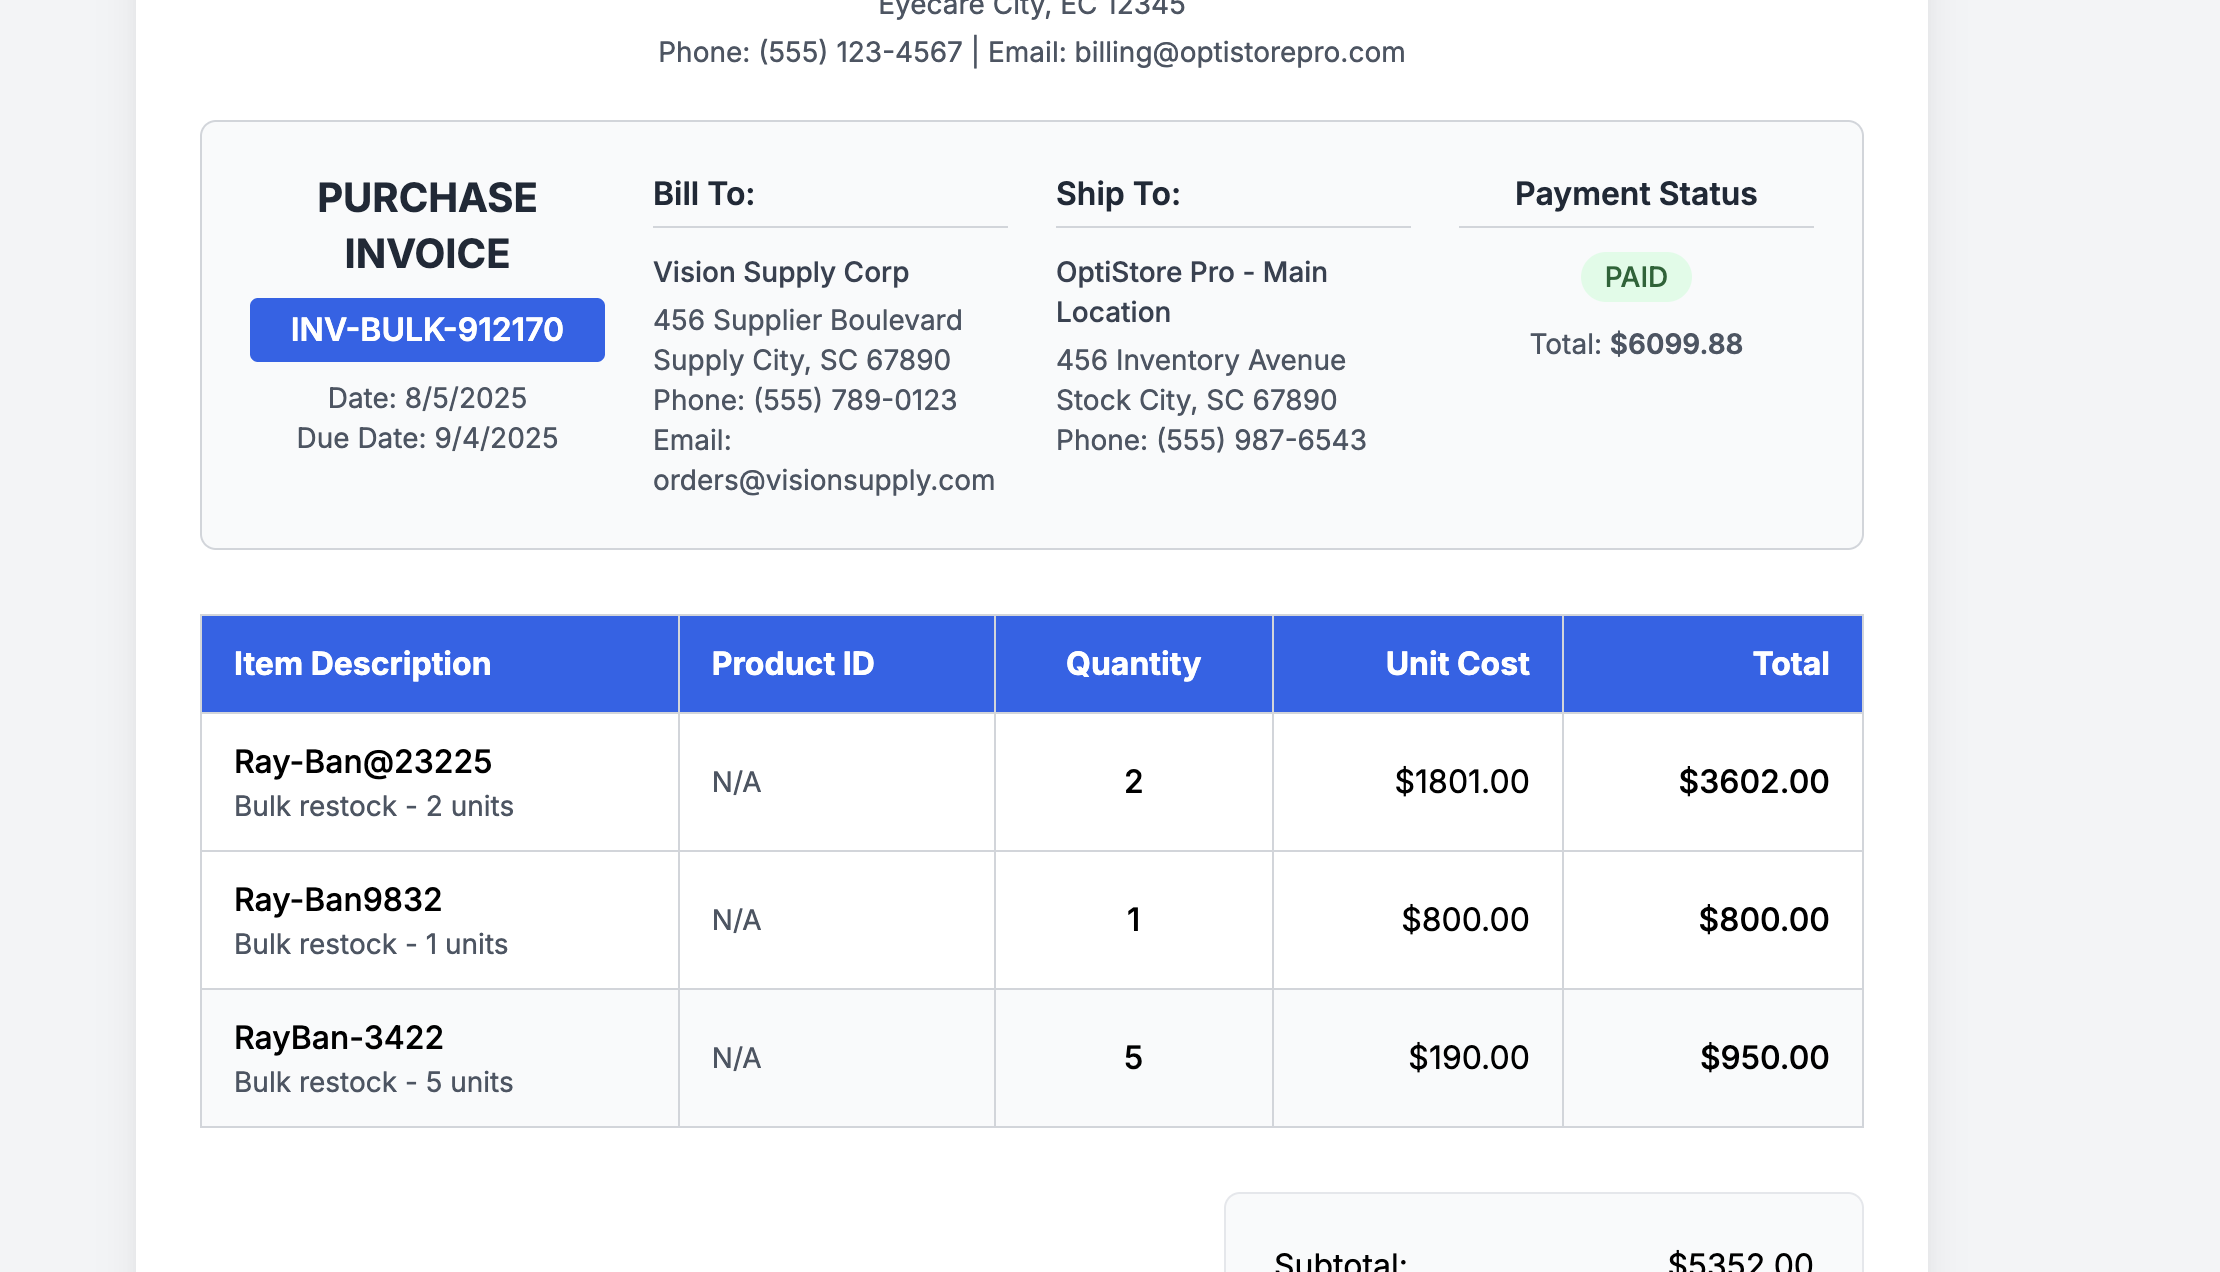 Eyecare City, EC 12345
Phone: (555) 123-4567 | Email: billing@optistorepro.com
PURCHASE
INVOICE
INV-BULK-912170
Date: 8/5/2025
Due Date: 9/4/2025
Bill To:
Vision Supply Corp
456 Supplier Boulevard
Supply City, SC 67890
Phone: (555) 789-0123
Email:
orders@visionsupply.com
Ship To:
OptiStore Pro - Main
Location
456 Inventory Avenue
Stock City, SC 67890
Phone: (555) 987-6543
Payment Status
PAID
Total: $6099.88
Item Description Product ID Quantity Unit Cost Total
Ray-Ban@23225
Bulk restock - 2 units
N/A 2 $1801.00 $3602.00
Ray-Ban9832
Bulk restock - 1 units
N/A 1 $800.00 $800.00
RayBan-3422
Bulk restock - 5 units
N/A 5 $190.00 $950.00
Subtotal: $5352.00